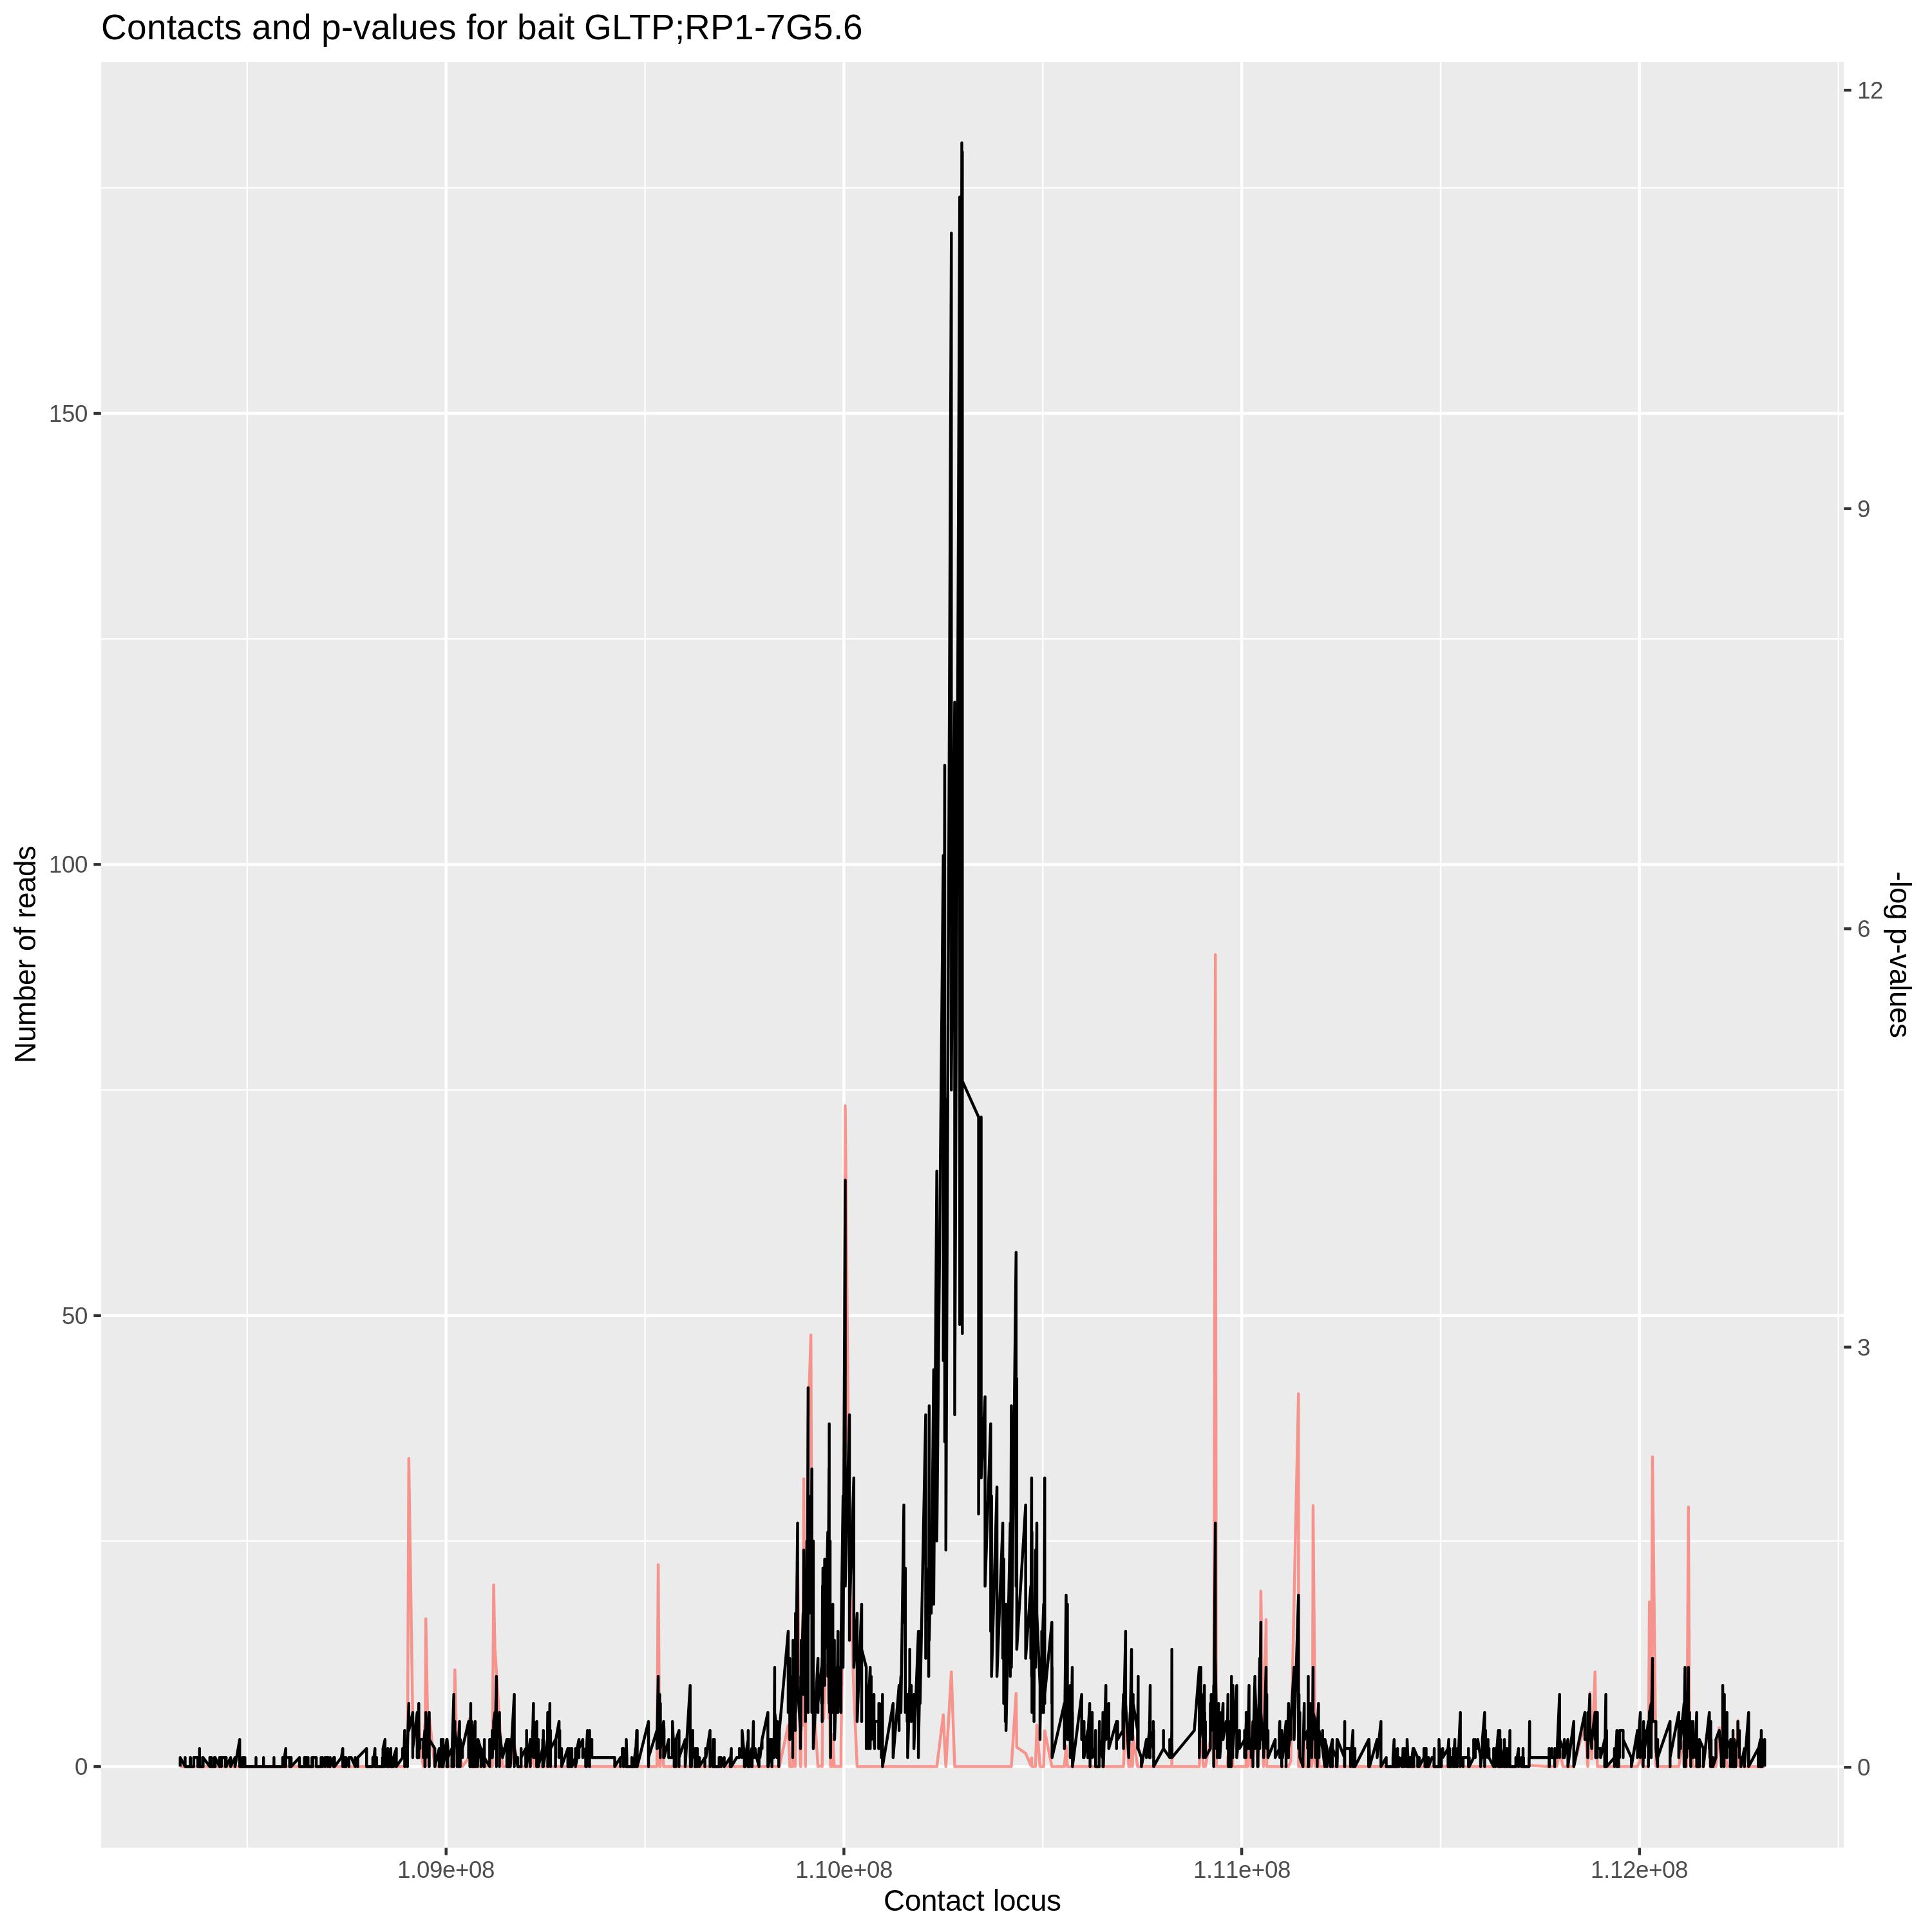 Contacts and p-values for bait GLTP;RP1-7G5.6
12
150
9
100
6
50
3
0
0
Number of reads
-log p-values
1.09e+08
1.10e+08
1.11e+08
1.12e+08
Contact locus